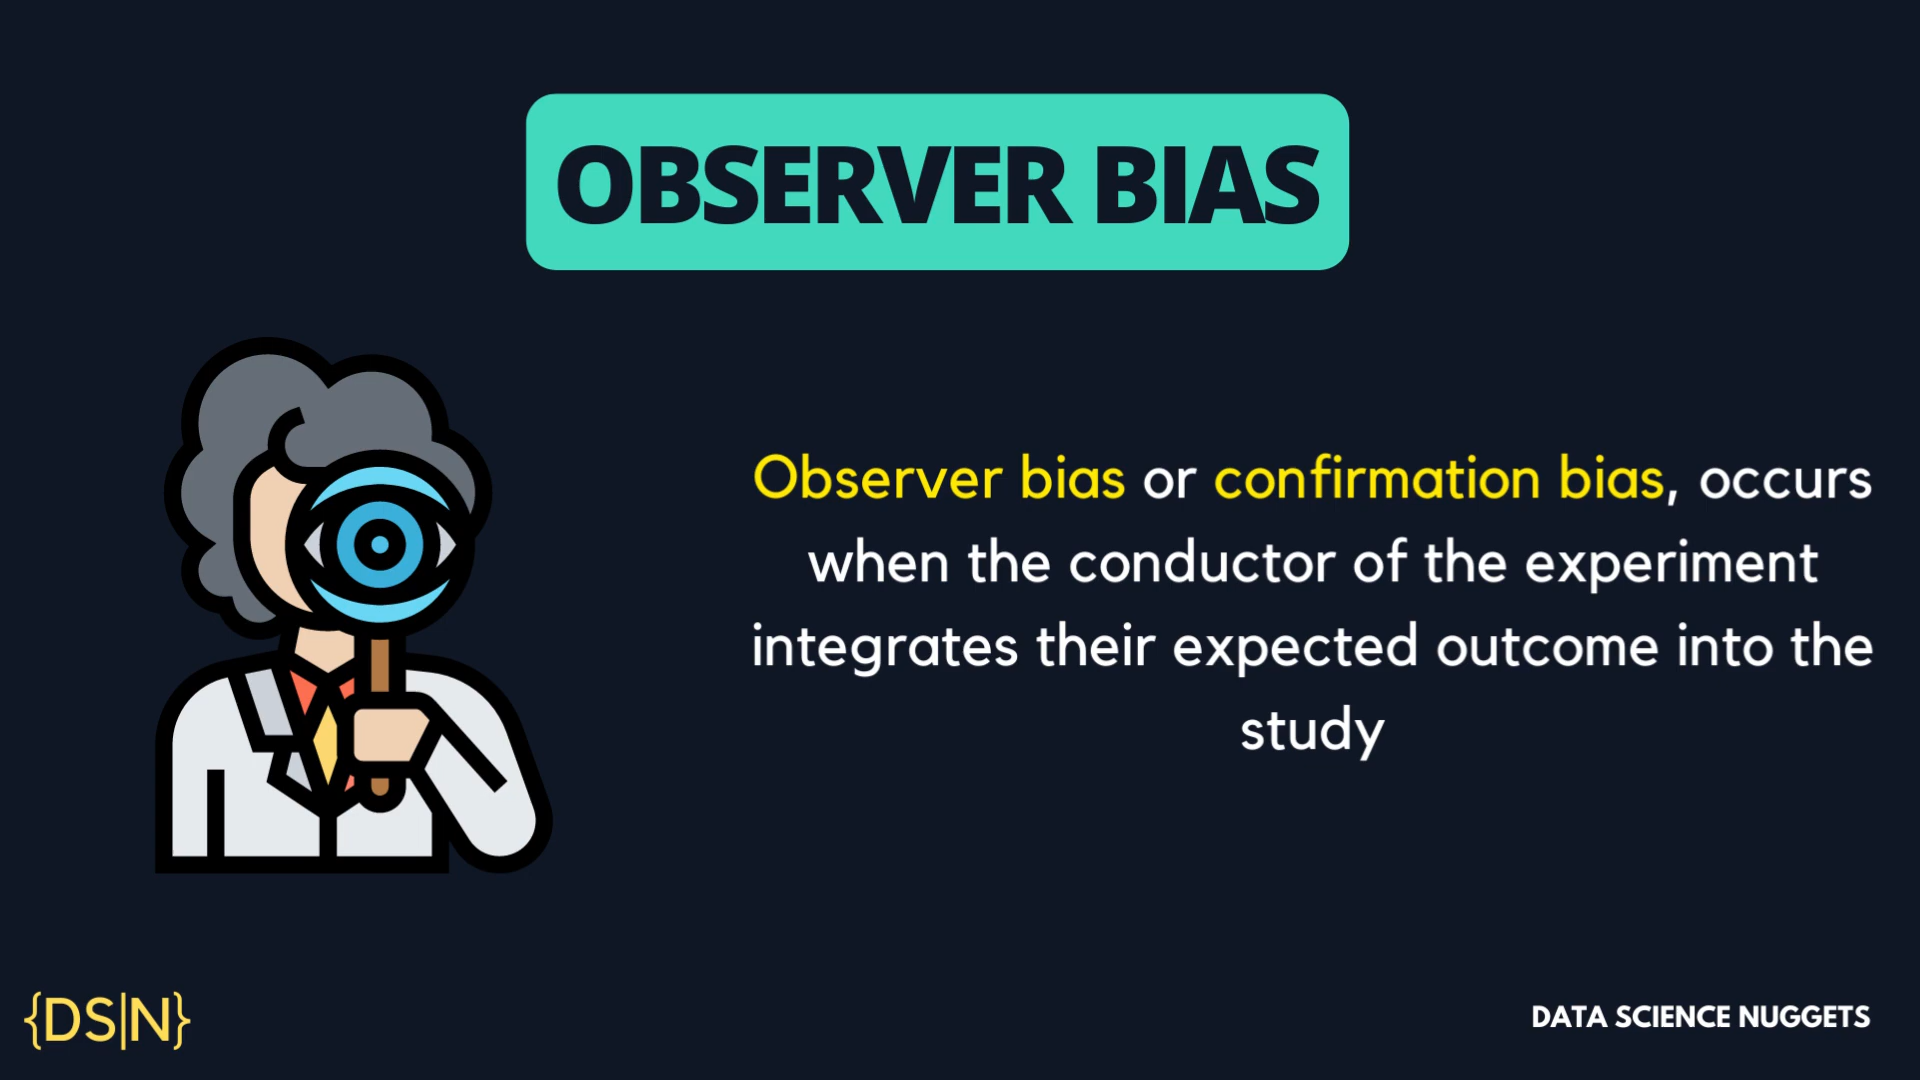 OBSERVER BIAS
Observer bias or confirmation bias, occurs
when the conductor of the experiment
integrates their expected outcome into the
study
{DS|N}
DATA SCIENCE NUGGETS